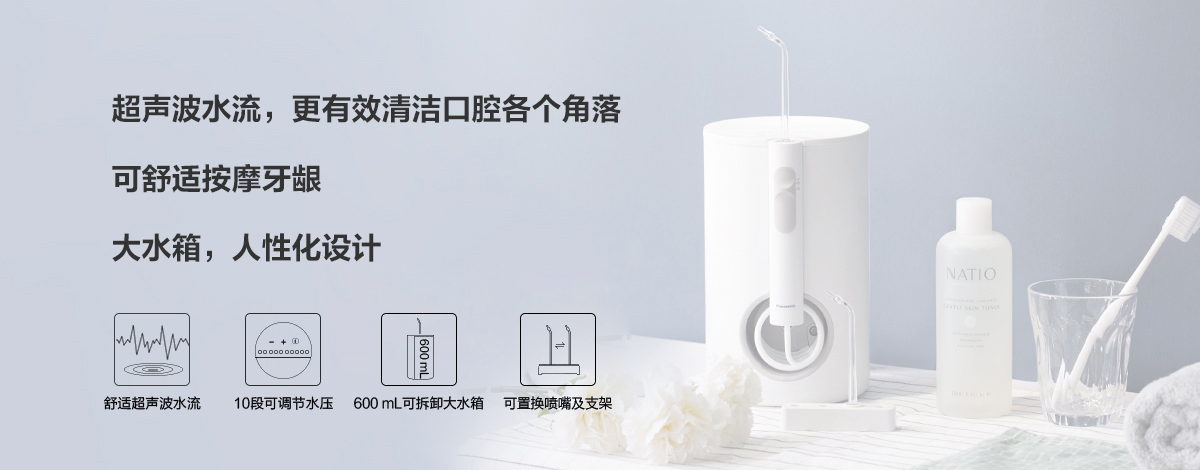 超声波水流，更有效清洁口腔各个角落
可舒适按摩牙龈
大水箱，人性化设计
600 mL
舒适超声波水流
10段可调节水压
600 mL可拆卸大水箱
可置换喷嘴及支架
NATIO